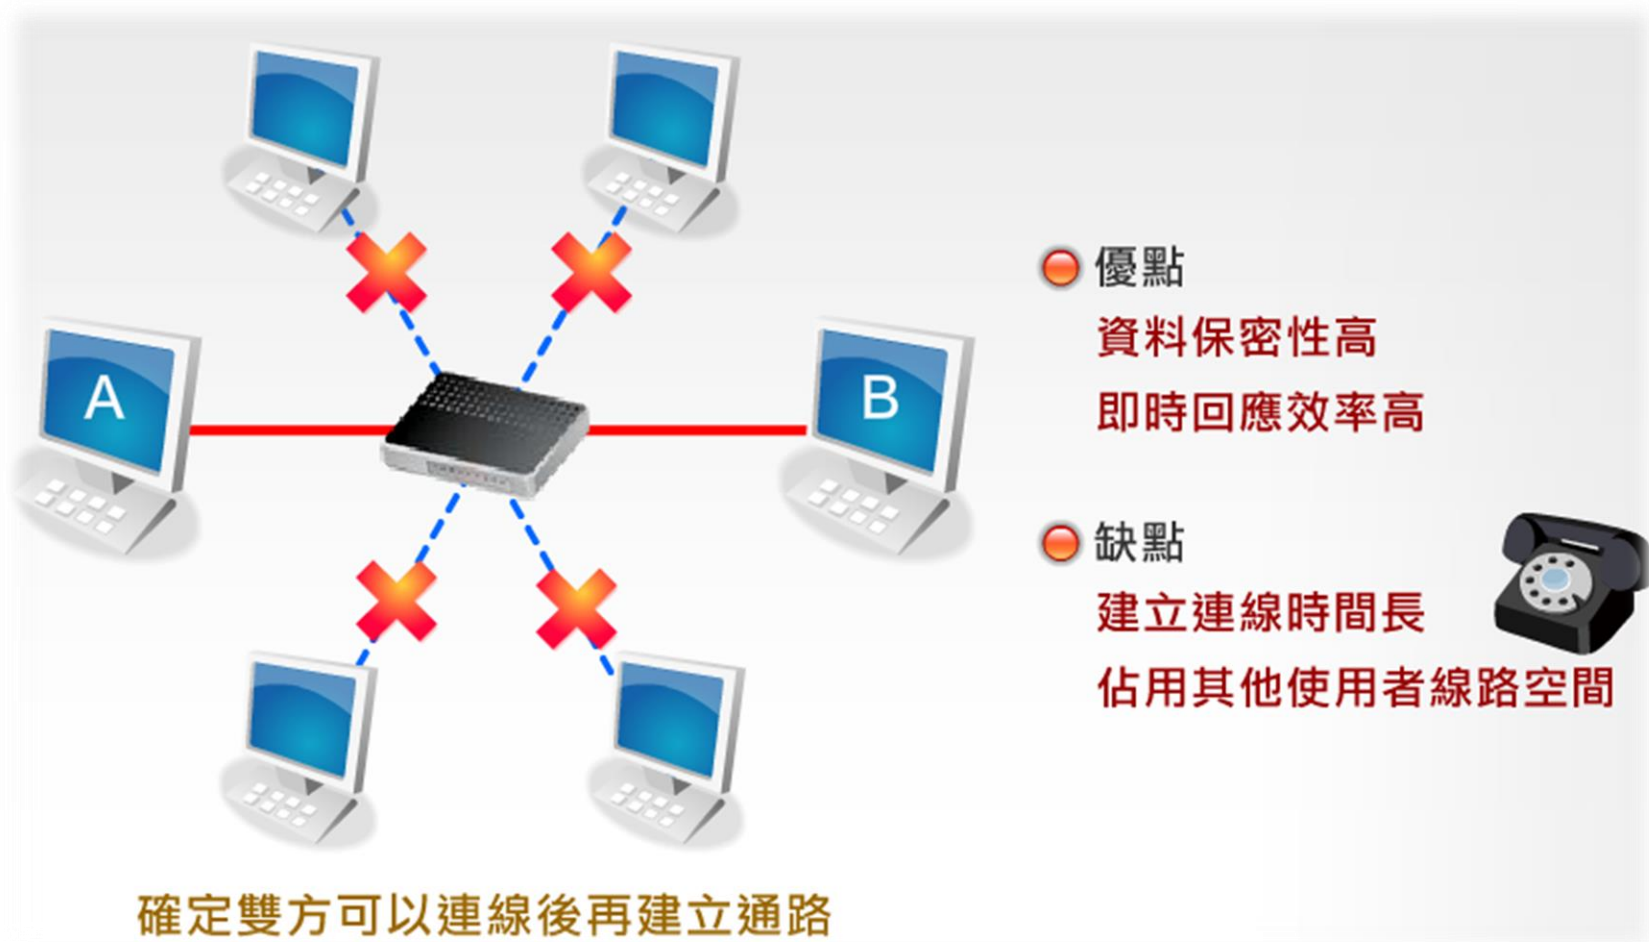 A
B
優點
資料保密性高
即時回應效率高
缺點
建立連線時間長
佔用其他使用者線路空間
確定雙方可以連線後再建立通路